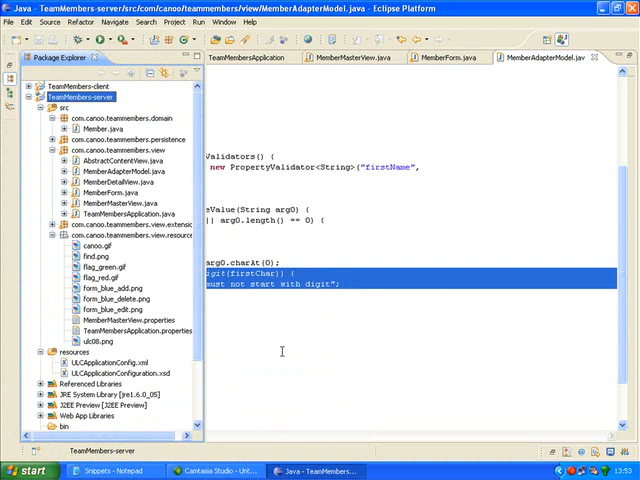 Java - TeamMembers-server/src/com/canoo/teammembers/view/MemberAdapterModel.java - Eclipse Platform
File Edit Source Refactor Navigate Search Project Run Window Help
Package Explorer
TeamMembersApplication
MemberMasterView.java
MemberForm.java
MemberAdapterModel.jav
TeamMembers-client
TeamMembers-server
src
com.canoo.teammembers.domain
Member.java
com.canoo.teammembers.persistence
com.canoo.teammembers.view
AbstractContentView.java
MemberAdapterModel.java
MemberDetailView.java
MemberForm.java
MemberMasterView.java
TeamMembersApplication.java
com.canoo.teammembers.view.extensio
com.canoo.teammembers.view.resource
canoo.gif
find.png
flag_green.gif
flag_red.gif
form_blue_add.png
form_blue_delete.png
form_blue_edit.png
MemberMasterView.properties
TeamMembersApplication.properties
ulc08.png
resources
ULCApplicationConfig.xml
ULCApplicationConfiguration.xsd
Referenced Libraries
JRE System Library [jre1.6.0_05]
J2EE Preview [J2EE Preview]
Web App Libraries
bin
Validators() {
new PropertyValidator<String>("firstName",
eValue(String arg0) {
|| arg0.length() == 0) {
arg0.charAt(0);
igit(firstChar)) {
must not start with digit";
TeamMembers-server
start
Snippets - Notepad
Camtasia Studio - Unt...
Java - TeamMembers...
13:53